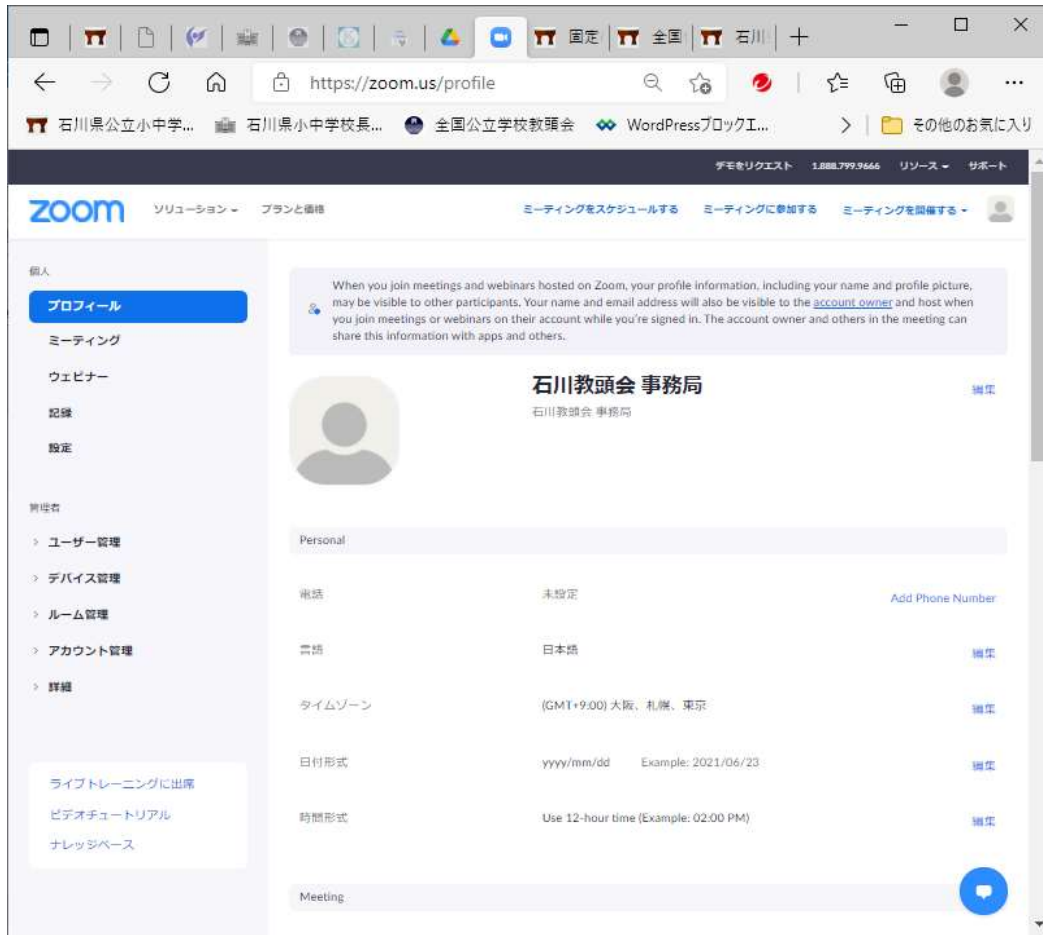 固定 全国 石川
https://zoom.us/profile
石川県公立小中学... 石川県小中学校長... 全国公立学校教頭会 WordPressブロックエ... その他のお気に入り
デモをリクエスト 1.888.799.9666 リソース サポート
zoom ソリューション プランと価格 ミーティングをスケジュールする ミーティングに参加する ミーティングを開催する
個人
プロフィール
ミーティング
ウェビナー
記録
設定
管理者
ユーザー管理
デバイス管理
ルーム管理
アカウント管理
詳細
ライブトレーニングに出席
ビデオチュートリアル
ナレッジベース
When you join meetings and webinars hosted on Zoom, your profile information, including your name and profile picture,
may be visible to other participants. Your name and email address will also be visible to the account owner and host when
you join meetings or webinars on their account while you're signed in. The account owner and others in the meeting can
share this information with apps and others.
石川教頭会 事務局 編集
石川教頭会 事務局
Personal
電話 未設定 Add Phone Number
言語 日本語 編集
タイムゾーン (GMT+9:00) 大阪、札幌、東京 編集
日付形式 yyyy/mm/dd Example: 2021/06/23 編集
時間形式 Use 12-hour time (Example: 02:00 PM) 編集
Meeting